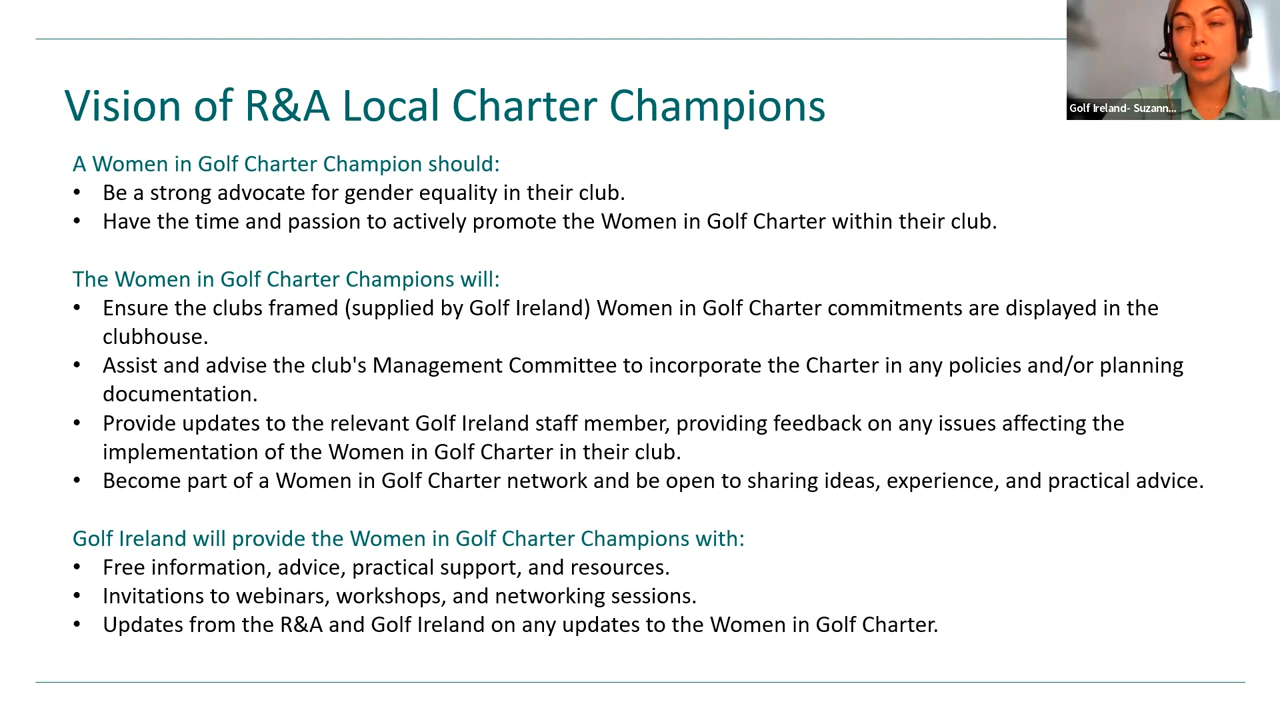 Golf Ireland- Suzann...
Vision of R&A Local Charter Champions
A Women in Golf Charter Champion should:
• Be a strong advocate for gender equality in their club.
• Have the time and passion to actively promote the Women in Golf Charter within their club.
The Women in Golf Charter Champions will:
• Ensure the clubs framed (supplied by Golf Ireland) Women in Golf Charter commitments are displayed in the
clubhouse.
• Assist and advise the club's Management Committee to incorporate the Charter in any policies and/or planning
documentation.
• Provide updates to the relevant Golf Ireland staff member, providing feedback on any issues affecting the
implementation of the Women in Golf Charter in their club.
• Become part of a Women in Golf Charter network and be open to sharing ideas, experience, and practical advice.
Golf Ireland will provide the Women in Golf Charter Champions with:
• Free information, advice, practical support, and resources.
• Invitations to webinars, workshops, and networking sessions.
• Updates from the R&A and Golf Ireland on any updates to the Women in Golf Charter.